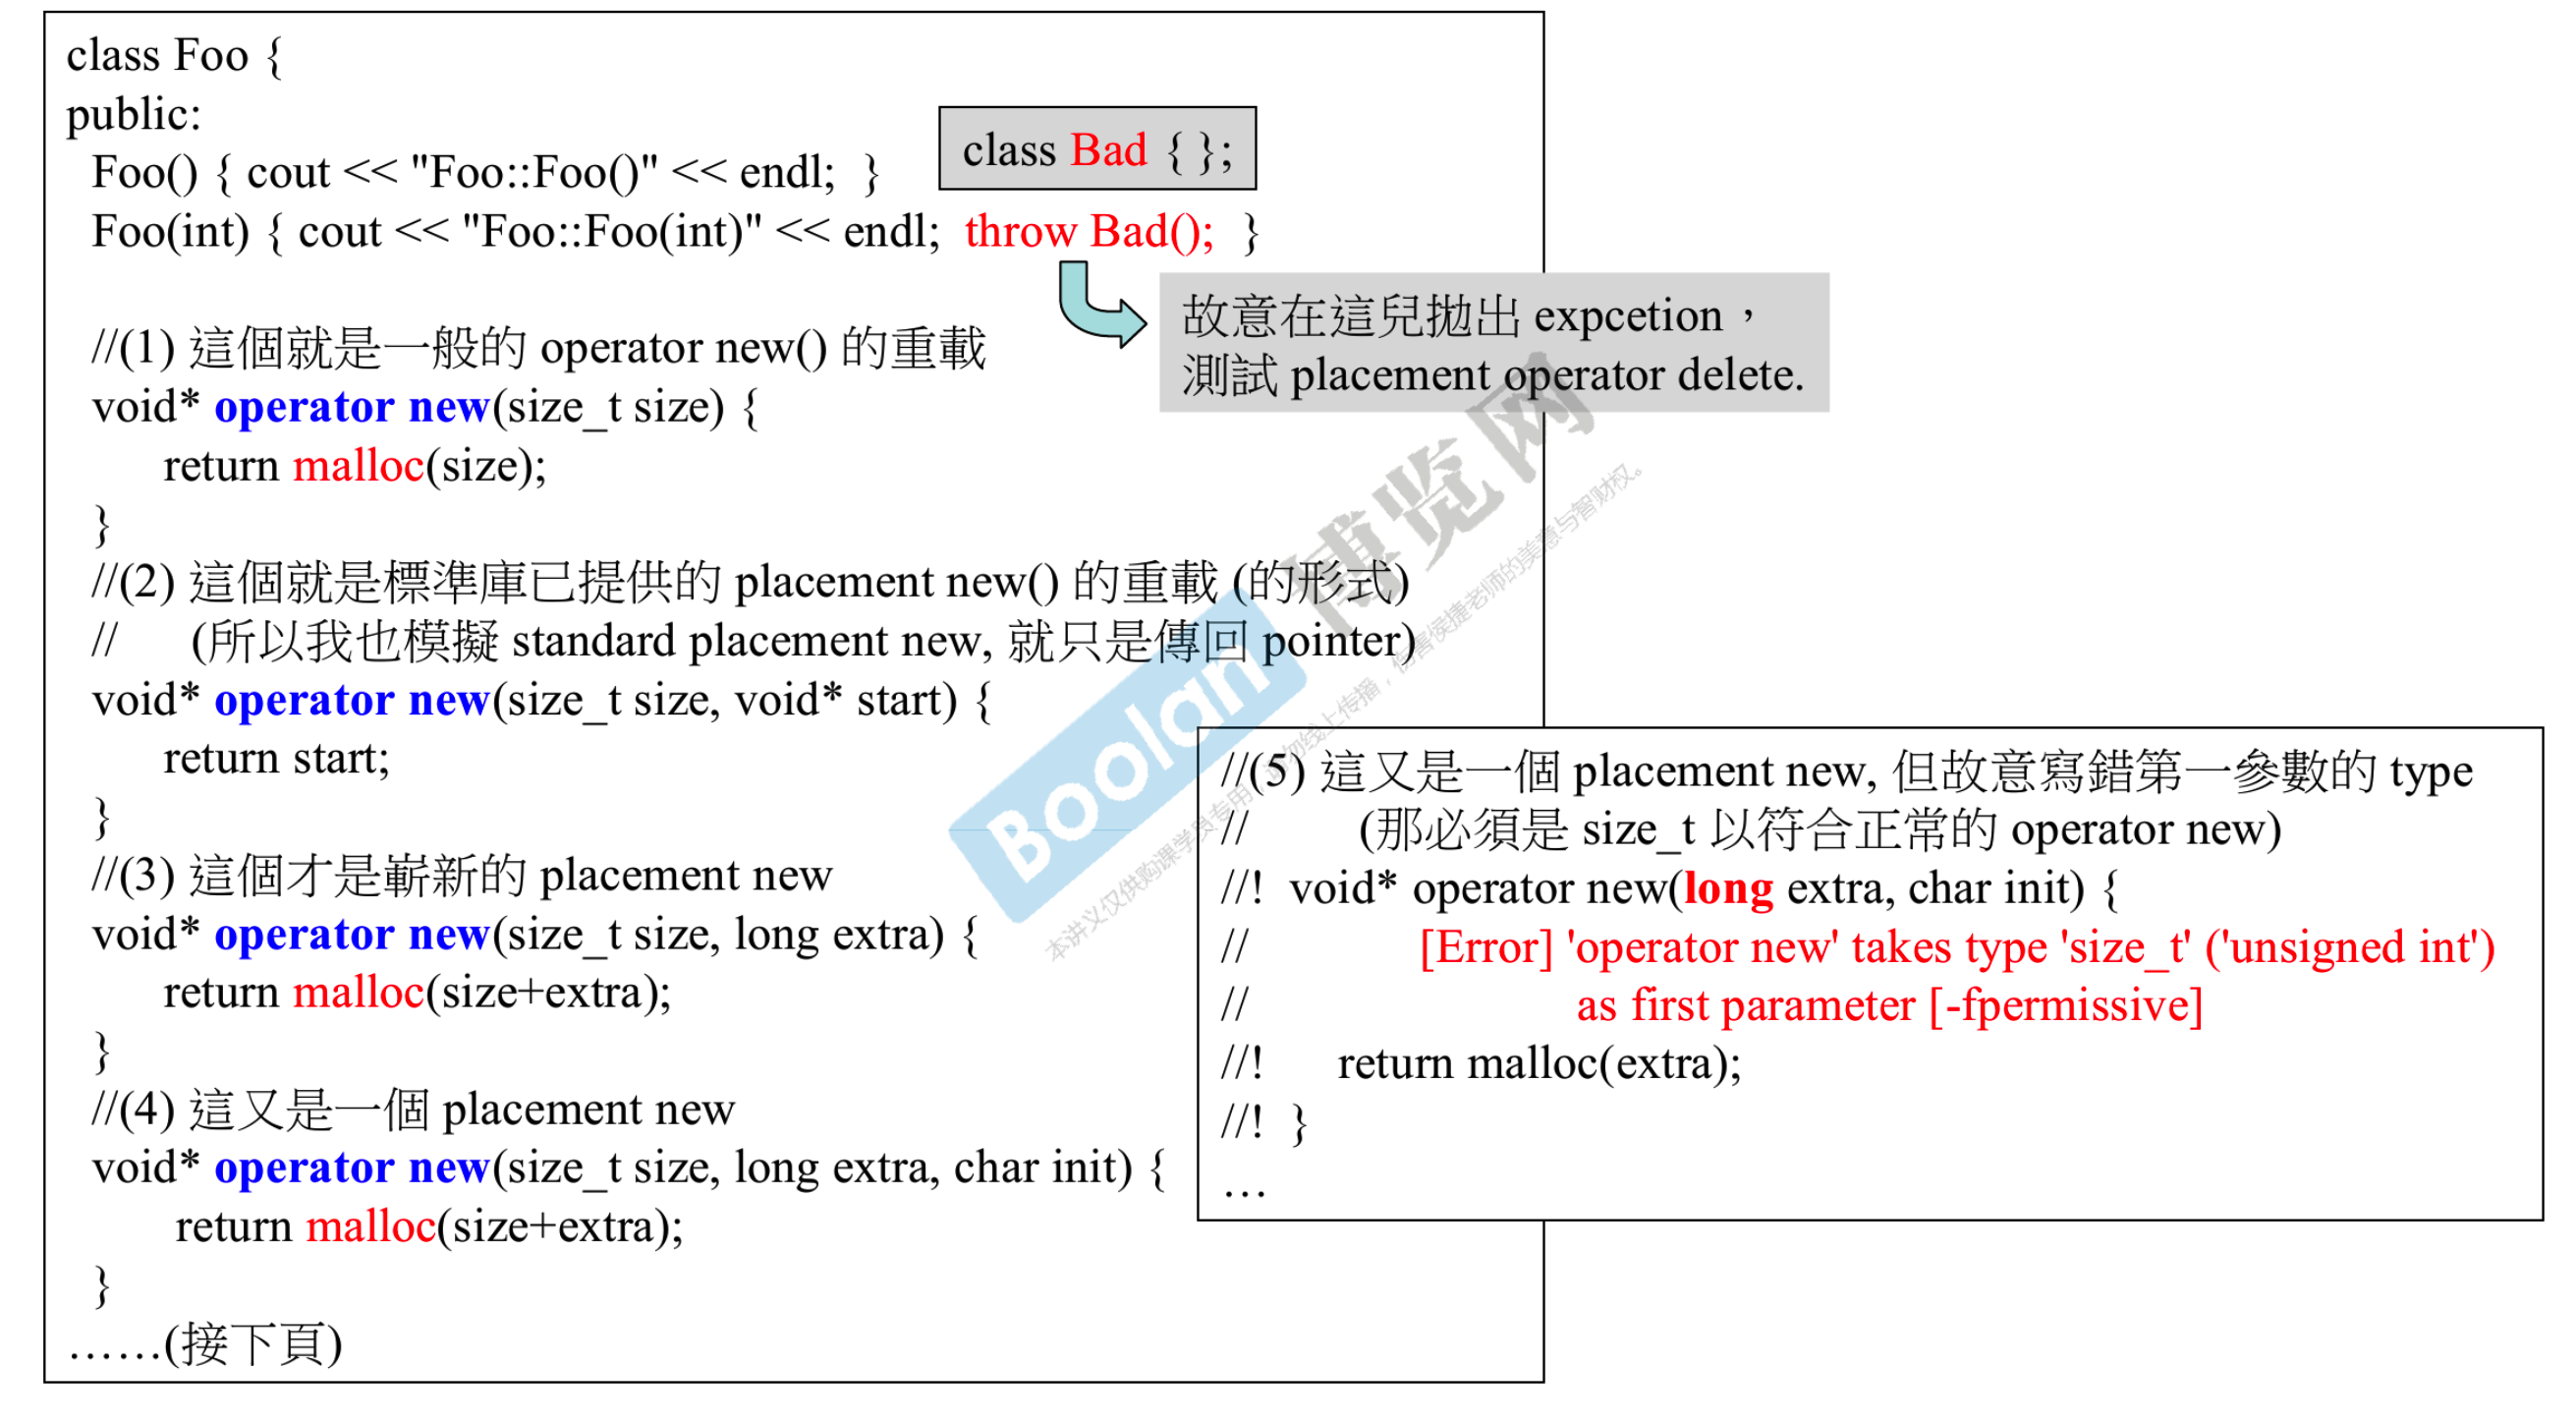 class Foo {
public:
Foo() { cout << "Foo::Foo()" << endl; }
class Bad { };
Foo(int) { cout << "Foo::Foo(int)" << endl; throw Bad(); }
故意在這兒拋出 expcetion，
測試 placement operator delete.
//(1) 這個就是一般的 operator new() 的重載
void* operator new(size_t size) {
return malloc(size);
}
//(2) 這個就是標準庫已提供的 placement new() 的重載 (的形式)
// (所以我也模擬 standard placement new, 就只是傳回 pointer)
void* operator new(size_t size, void* start) {
return start;
}
//(3) 這個才是嶄新的 placement new
void* operator new(size_t size, long extra) {
return malloc(size+extra);
}
//(4) 這又是一個 placement new
void* operator new(size_t size, long extra, char init) {
return malloc(size+extra);
}
……(接下頁)
//(5) 這又是一個 placement new, 但故意寫錯第一參數的 type
// (那必須是 size_t 以符合正常的 operator new)
//! void* operator new(long extra, char init) {
// [Error] 'operator new' takes type 'size_t' ('unsigned int')
// as first parameter [-fpermissive]
//! return malloc(extra);
//! }
…
Boolan 博览网
本讲义仅供购课学员专用，请勿线上传播，伤害侯捷老师的美意与智财权。